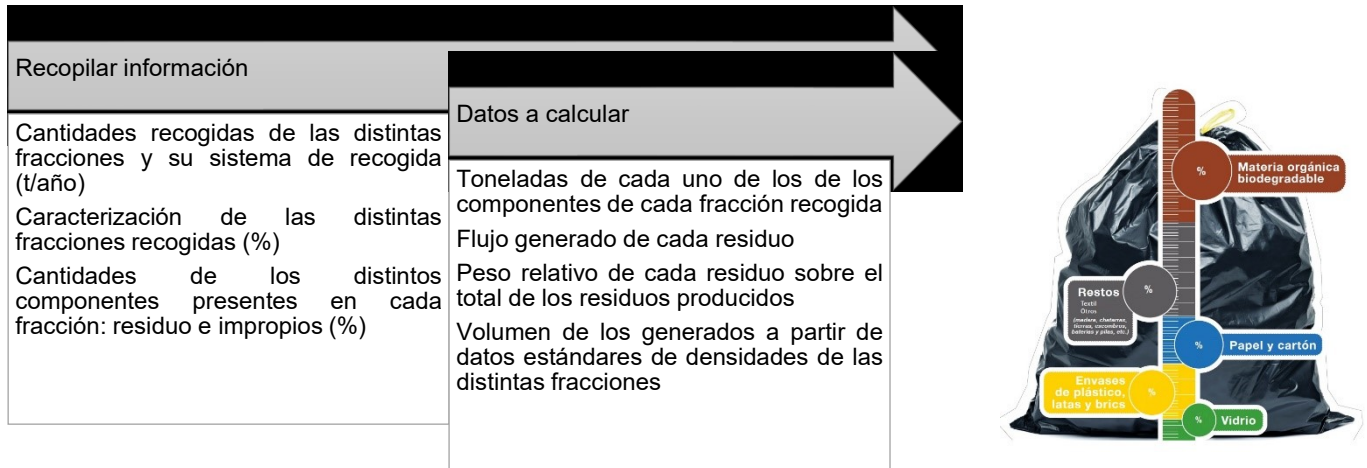 Recopilar información
Cantidades recogidas de las distintas
fracciones y su sistema de recogida
(t/año)
Caracterización de las distintas
fracciones recogidas (%)
Cantidades de los distintos
componentes presentes en cada
fracción: residuo e impropios (%)
Datos a calcular
Toneladas de cada uno de los de los
componentes de cada fracción recogida
Flujo generado de cada residuo
Peso relativo de cada residuo sobre el
total de los residuos producidos
Volumen de los generados a partir de
datos estándares de densidades de las
distintas fracciones
%
Materia orgánica
biodegradable
Restos
Textil
Otros
%
%
Papel y cartón
Envases
de plástico,
latas y brics
%
%
Vidrio